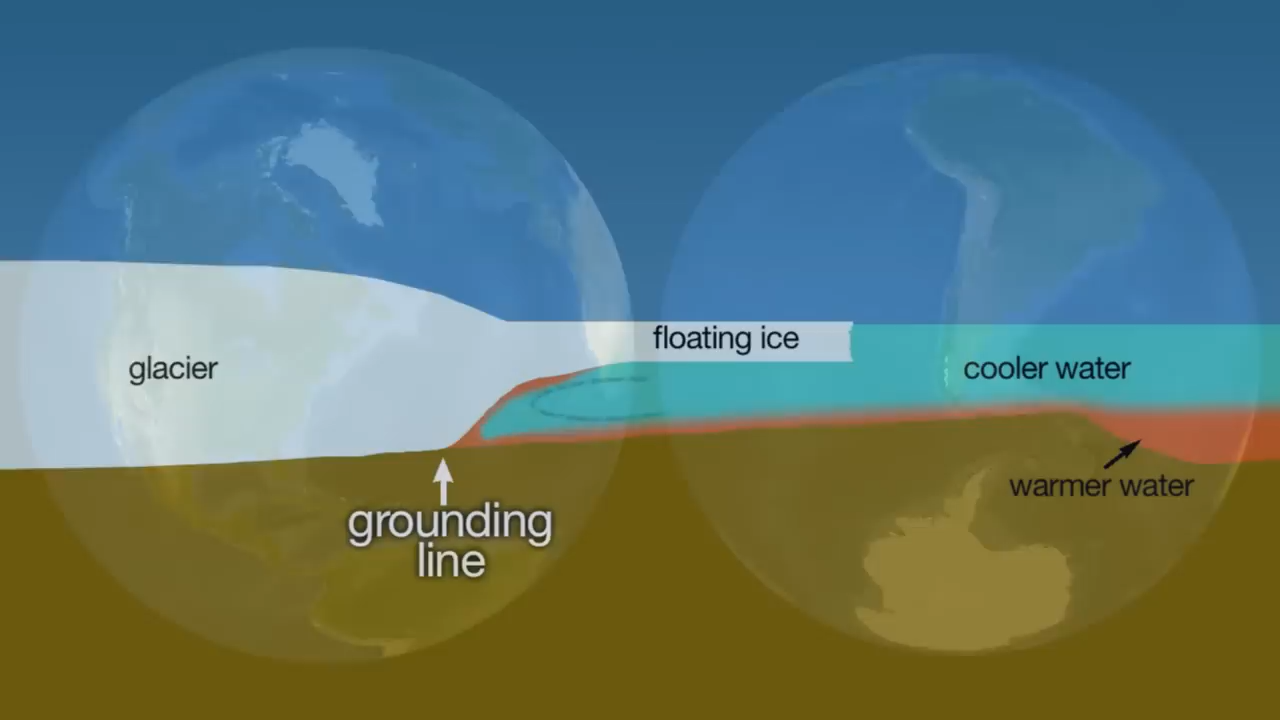 floating ice
glacier
cooler water
warmer water
grounding
line